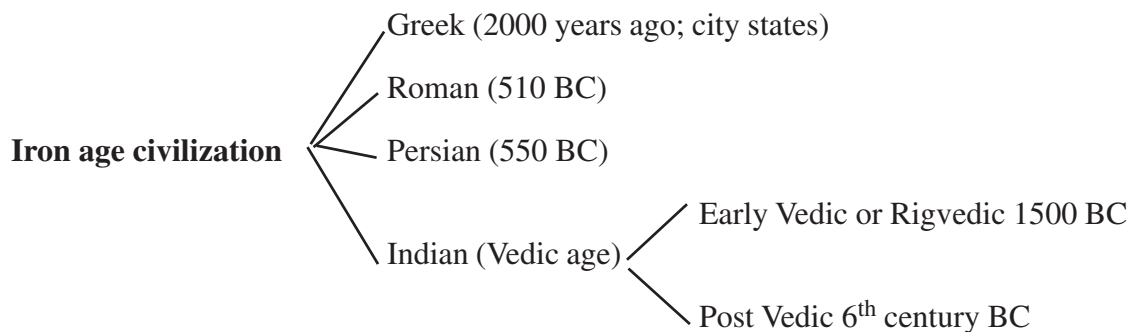 Greek (2000 years ago; city states)
Roman (510 BC)
Iron age civilization
Persian (550 BC)
Early Vedic or Rigvedic 1500 BC
Indian (Vedic age)
Post Vedic 6th century BC